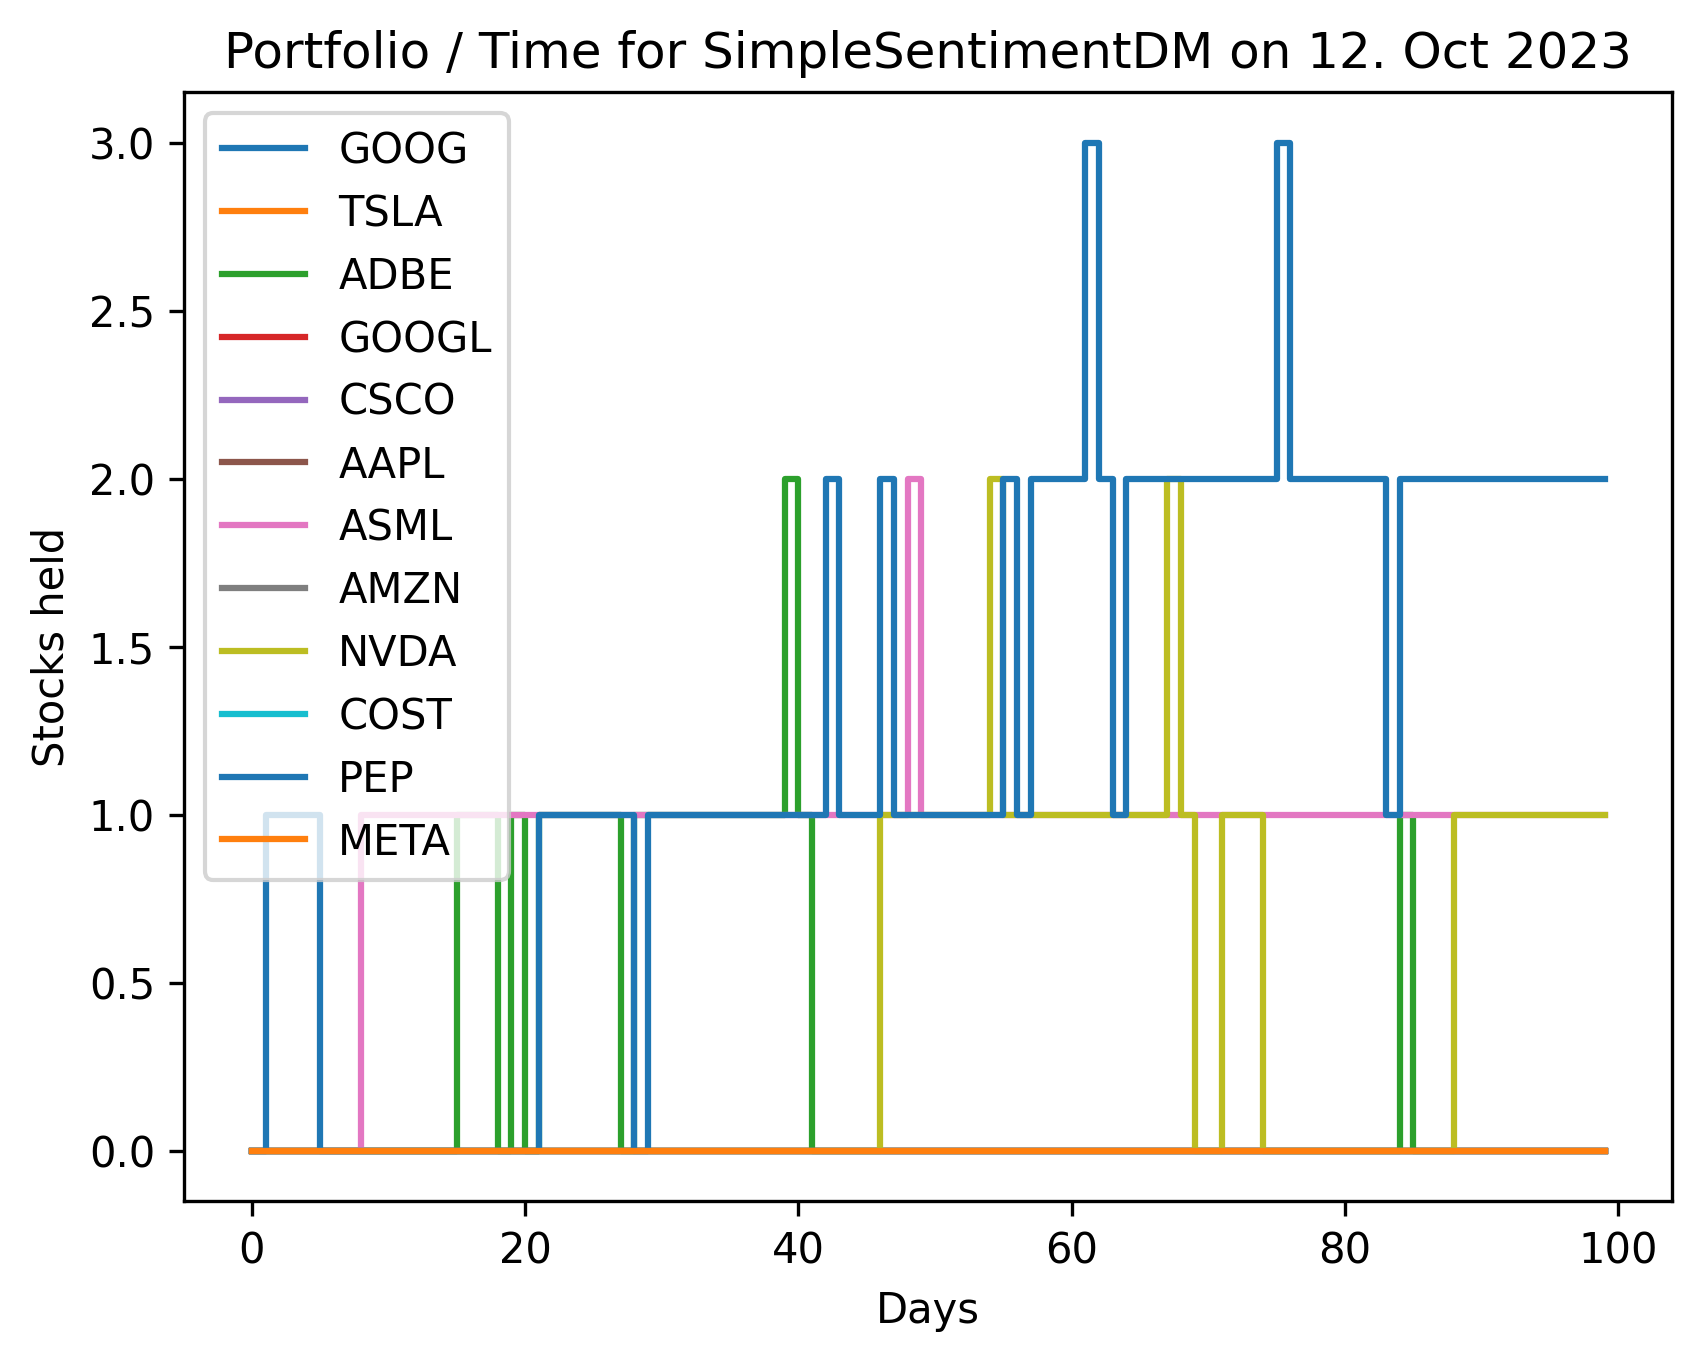 Portfolio / Time for SimpleSentimentDM on 12. Oct 2023
3.0
2.5
2.0
1.5
1.0
0.5
0.0
Stocks held
GOOG
TSLA
ADBE
GOOGL
CSCO
AAPL
ASML
AMZN
NVDA
COST
PEP
META
0 20 40 60 80 100
Days